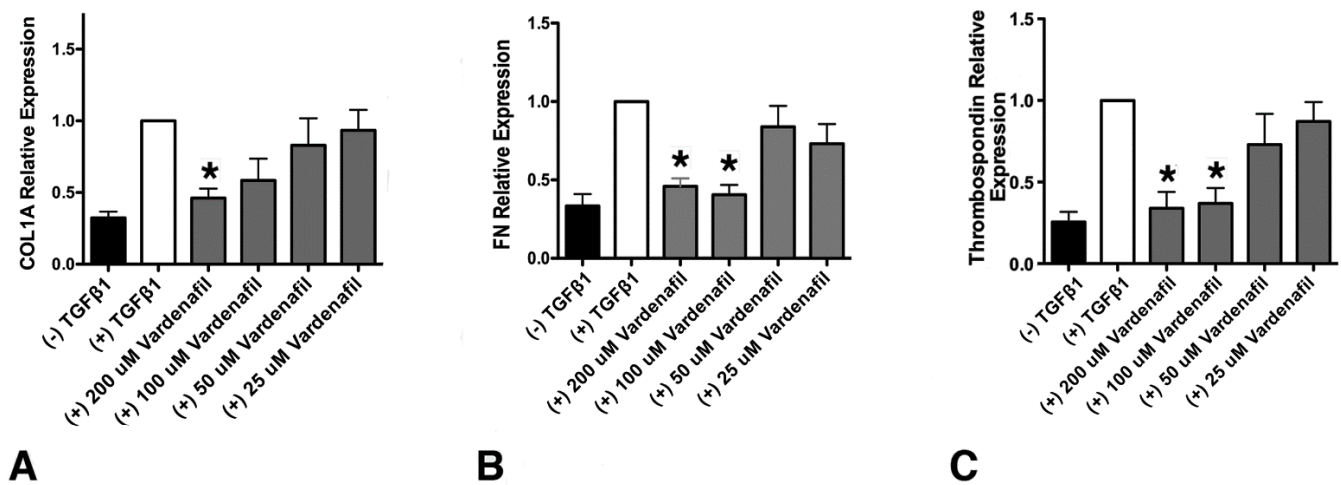 COL1A Relative Expression
1.5
1.0
0.5
0.0
*
(-) TGFβ1
(+) TGFβ1
(+) 200 uM Vardenafil
(+) 100 uM Vardenafil
(+) 50 uM Vardenafil
(+) 25 uM Vardenafil
A
FN Relative Expression
1.5
1.0
0.5
0.0
* *
(-) TGFβ1
(+) TGFβ1
(+) 200 uM Vardenafil
(+) 100 uM Vardenafil
(+) 50 uM Vardenafil
(+) 25 uM Vardenafil
B
Thrombospondin Relative
Expression
1.5
1.0
0.5
0.0
* *
(-) TGFβ1
(+) TGFβ1
(+) 200 uM Vardenafil
(+) 100 uM Vardenafil
(+) 50 uM Vardenafil
(+) 25 uM Vardenafil
C